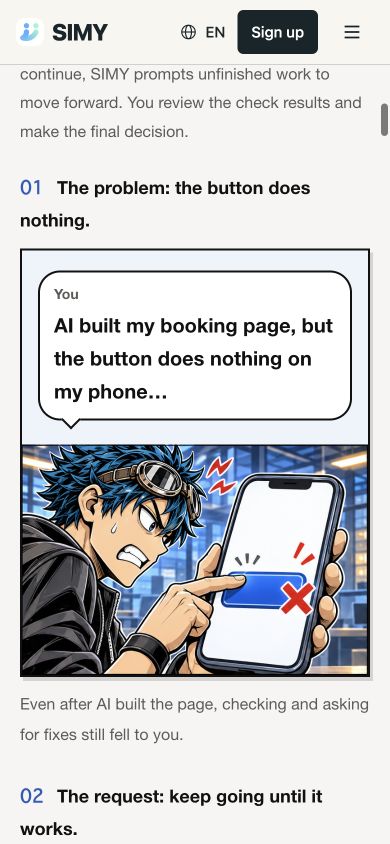 SIMY
EN
Sign up
continue, SIMY prompts unfinished work to
move forward. You review the check results and
make the final decision.
01 The problem: the button does
nothing.
You
AI built my booking page, but
the button does nothing on
my phone...
Even after AI built the page, checking and asking
for fixes still fell to you.
02 The request: keep going until it
works.